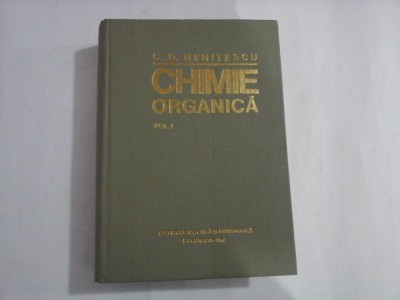 C. D. NENIȚESCU
CHIMIE
ORGANICĂ
VOL. I